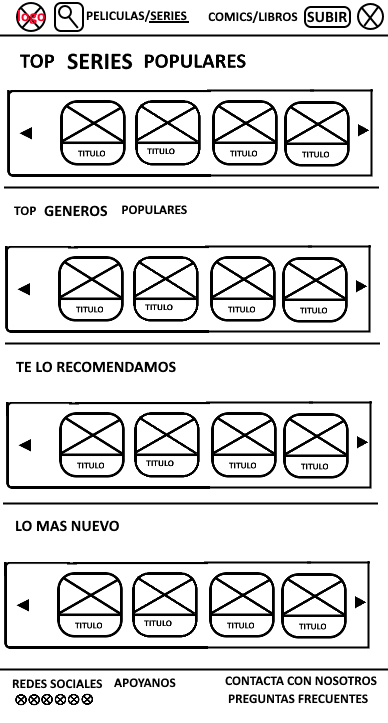 logo PELICULAS/SERIES COMICS/LIBROS SUBIR
TOP SERIES POPULARES
TITULO TITULO TITULO TITULO
TOP GENEROS POPULARES
TITULO TITULO TITULO TITULO
TE LO RECOMENDAMOS
TITULO TITULO TITULO TITULO
LO MAS NUEVO
TITULO TITULO TITULO TITULO
REDES SOCIALES APOYANOS CONTACTA CON NOSOTROS
PREGUNTAS FRECUENTES